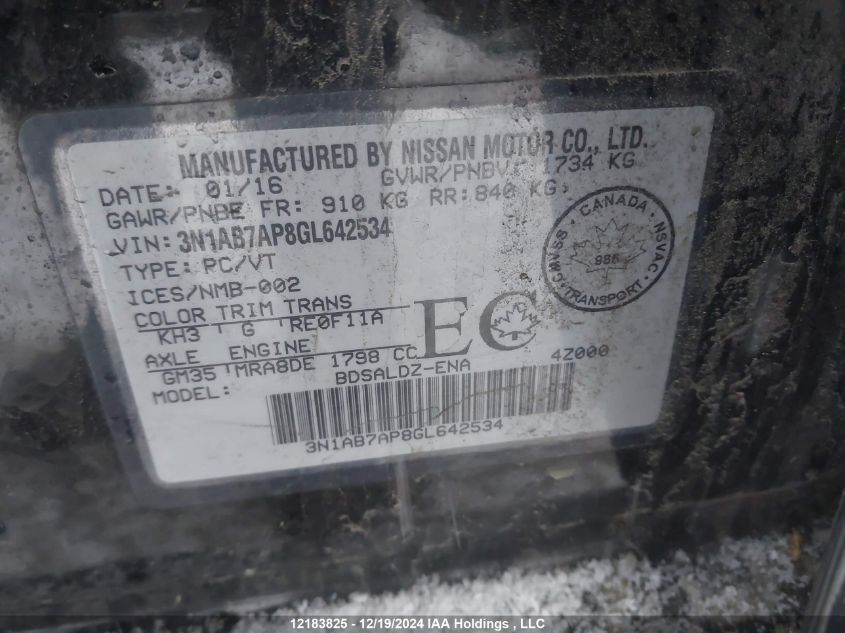 MANUFACTURED BY NISSAN MOTOR CO., LTD.
DATE: 01/16 GVWR/PNBV: 1734 KG
GAWR/PNBE FR: 910 KG RR: 840 KG
VIN: 3N1AB7AP8GL642534
TYPE: PC/VT
ICES/NMB-002
COLOR TRIM TRANS
KH3 G RE0F11A
AXLE ENGINE
GM35 MRA8DE 1798 CC
MODEL: BDSALDZ-ENA 4Z000
3N1AB7AP8GL642534
EC
CANADA
CMVSS NSVAC
TRANSPORT
12183825 - 12/19/2024 IAA Holdings , LLC